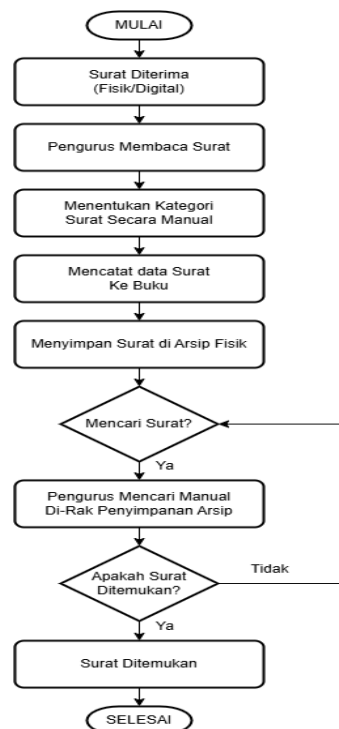 MULAI
Surat Diterima
(Fisik/Digital)
Pengurus Membaca Surat
Menentukan Kategori
Surat Secara Manual
Mencatat data Surat
Ke Buku
Menyimpan Surat di Arsip Fisik
Mencari Surat?
Ya
Pengurus Mencari Manual
Di-Rak Penyimpanan Arsip
Apakah Surat
Ditemukan?
Tidak
Ya
Surat Ditemukan
SELESAI